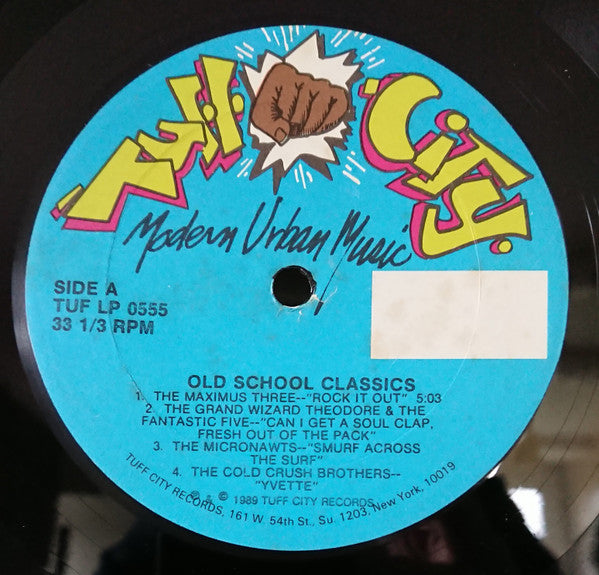 Tuff City
Modern Urban Music
SIDE A
TUF LP 0555
33 1/3 RPM
OLD SCHOOL CLASSICS
1. THE MAXIMUS THREE--"ROCK IT OUT" 5:03
2. THE GRAND WIZARD THEODORE & THE
FANTASTIC FIVE--"CAN I GET A SOUL CLAP,
FRESH OUT OF THE PACK"
3. THE MICRONAWTS--"SMURF ACROSS
THE SURF"
4. THE COLD CRUSH BROTHERS--
"YVETTE"
℗ © 1989 TUFF CITY RECORDS
TUFF CITY RECORDS, 161 W. 54th St., Su. 1203, New York, 10019